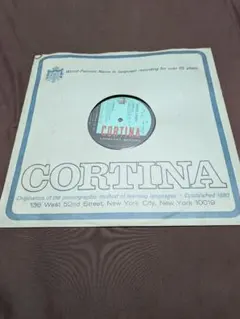 World-Famous Name in language recording for over 85 years
CORTINA
CORTINA
Originators of the phonographic method of learning languages • Established 1882
136 West 52nd Street, New York City, New York 10019